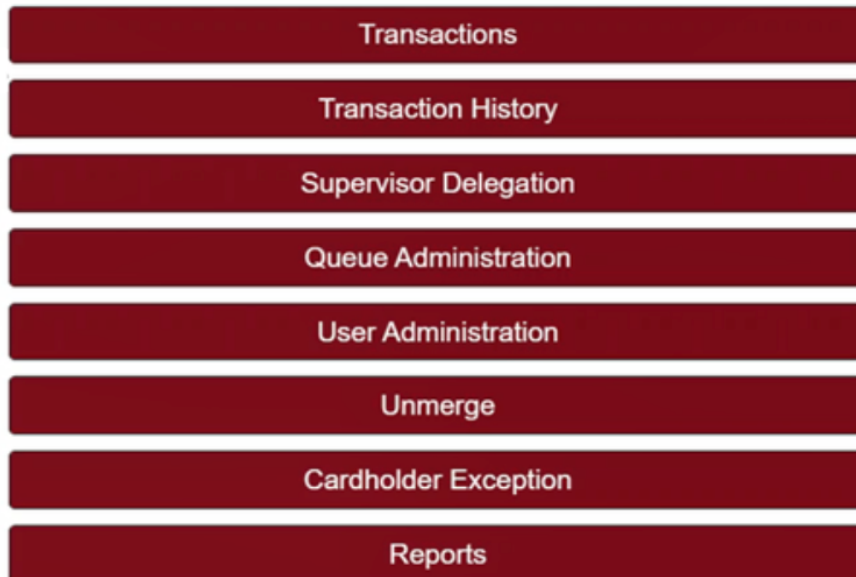 Transactions
Transaction History
Supervisor Delegation
Queue Administration
User Administration
Unmerge
Cardholder Exception
Reports